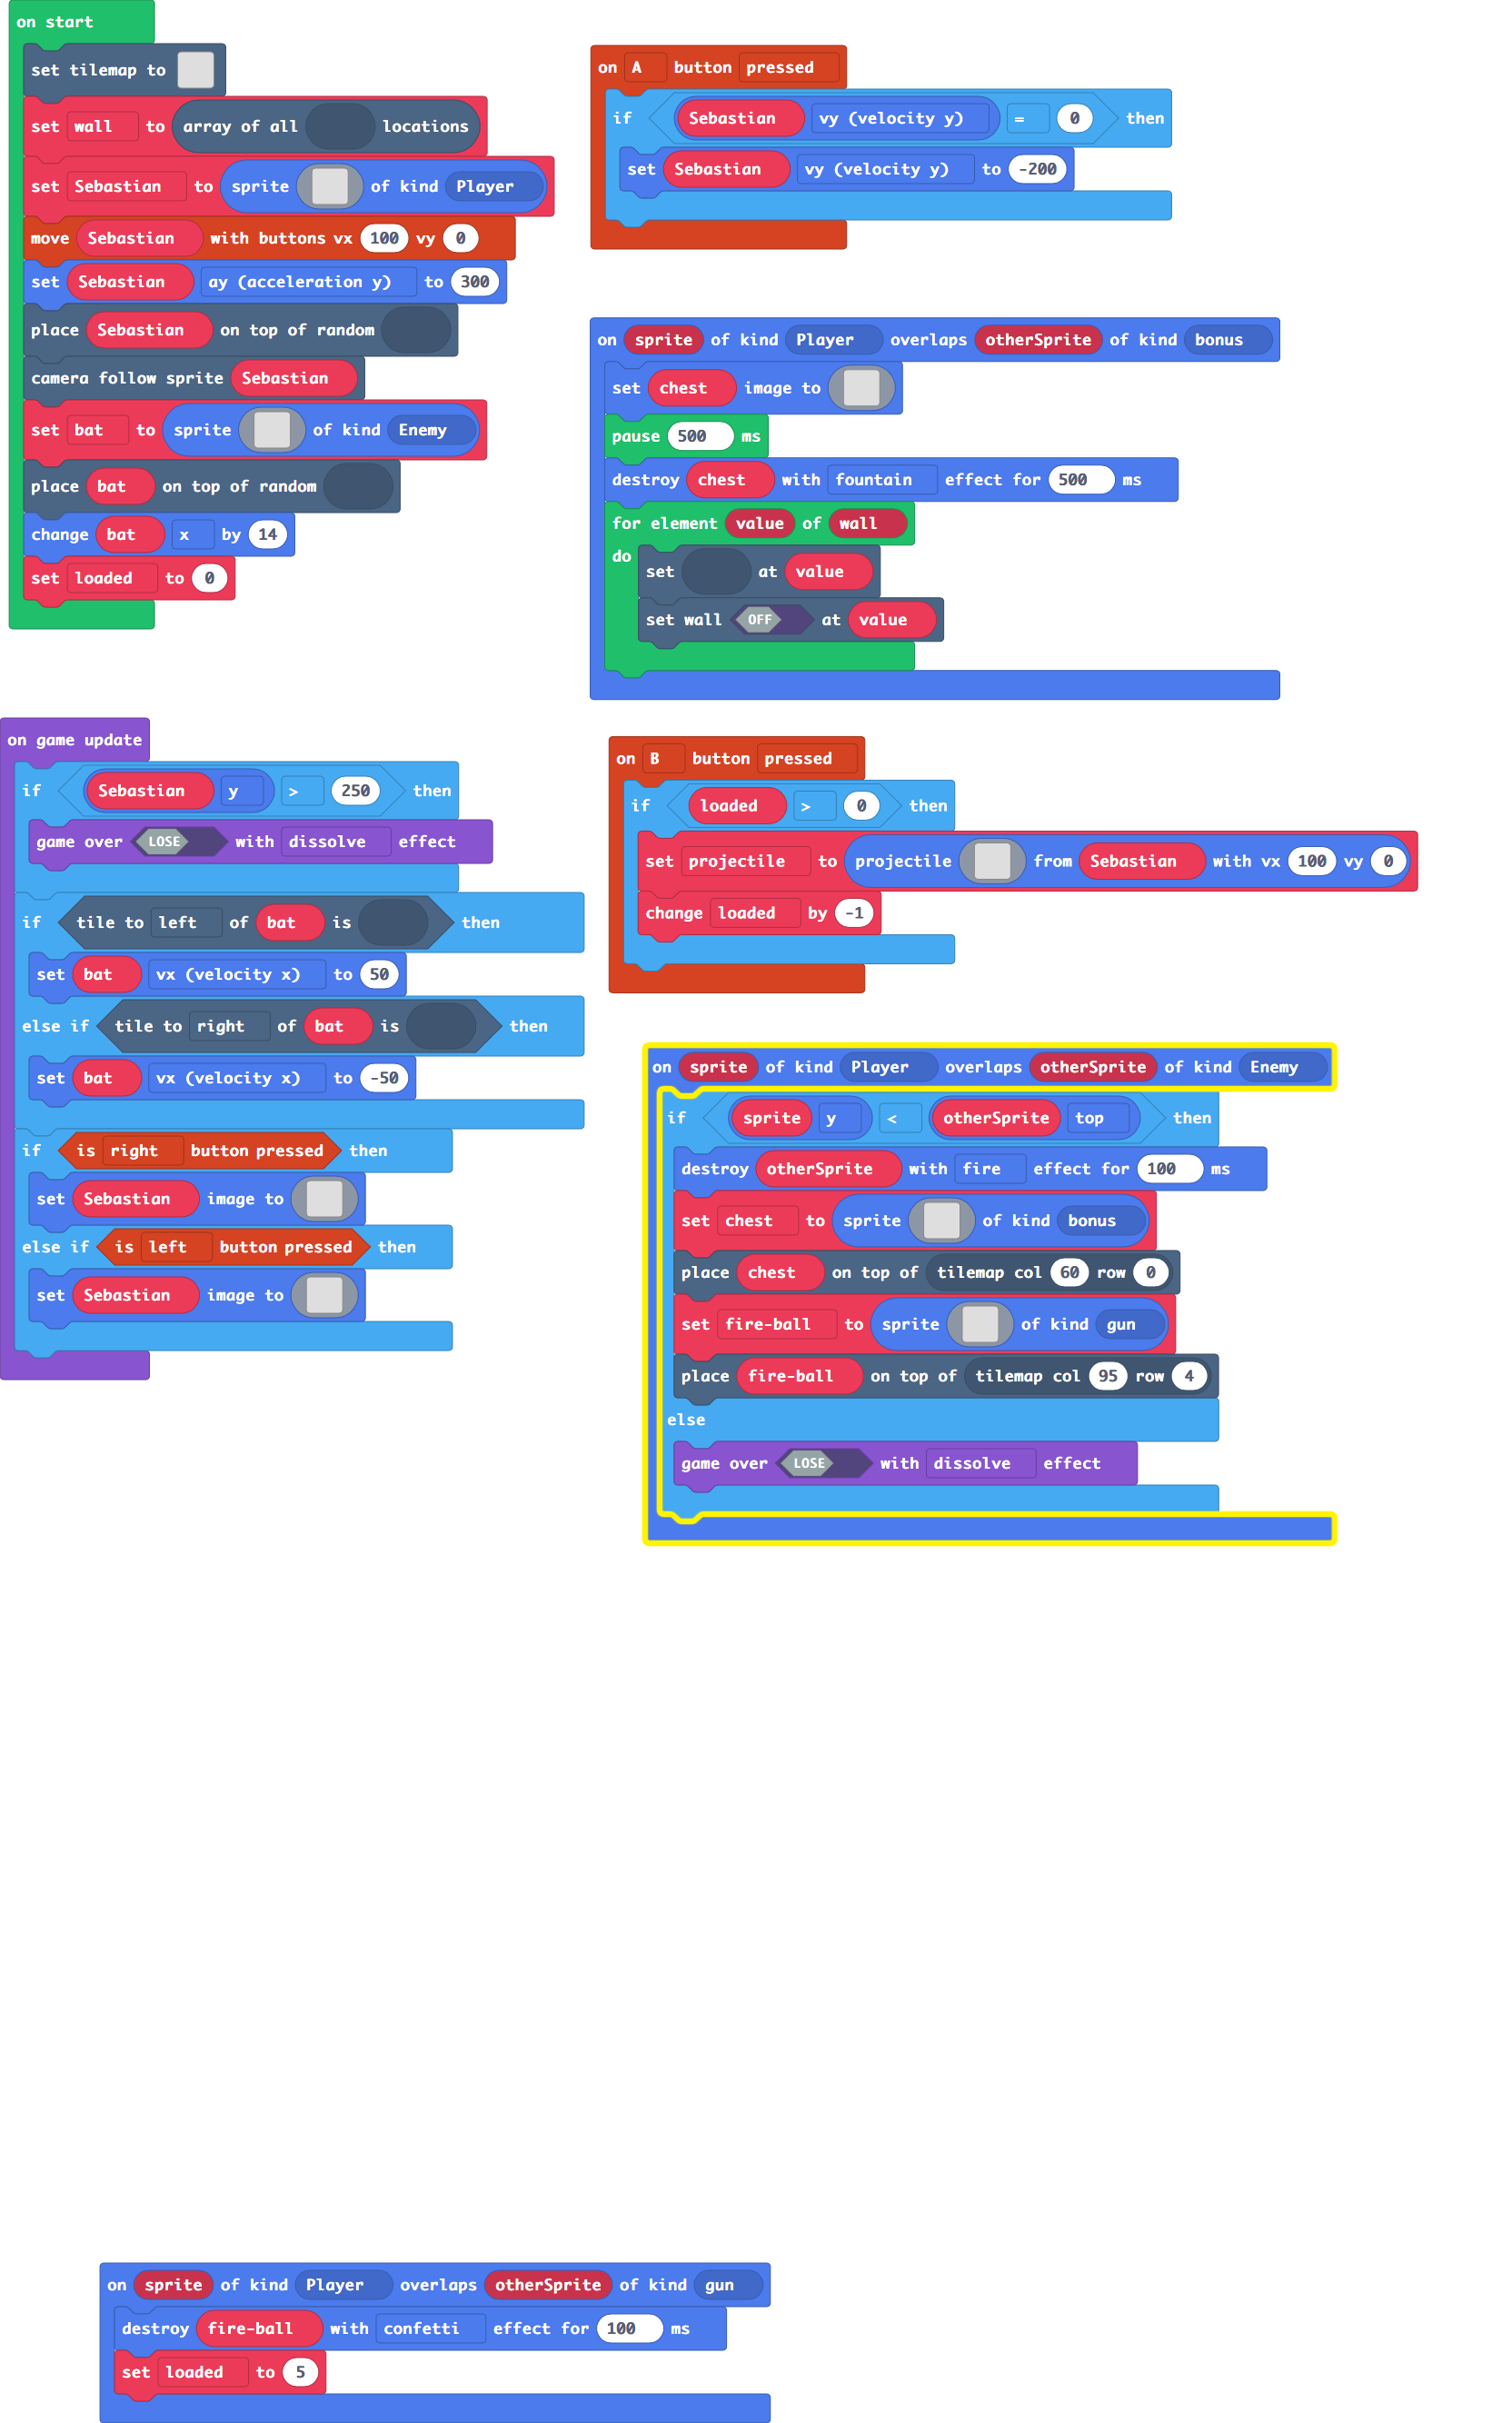 on start
set tilemap to
set wall to array of all locations
set Sebastian to sprite of kind Player
move Sebastian with buttons vx 100 vy 0
set Sebastian ay (acceleration y) to 300
place Sebastian on top of random
camera follow sprite Sebastian
set bat to sprite of kind Enemy
place bat on top of random
change bat x by 14
set loaded to 0
on A button pressed
if Sebastian vy (velocity y) = 0 then
set Sebastian vy (velocity y) to -200
on sprite of kind Player overlaps otherSprite of kind bonus
set chest image to
pause 500 ms
destroy chest with fountain effect for 500 ms
for element value of wall
do set at value
set wall OFF at value
on game update
if Sebastian y > 250 then
game over LOSE with dissolve effect
if tile to left of bat is then
set bat vx (velocity x) to 50
else if tile to right of bat is then
set bat vx (velocity x) to -50
if is right button pressed then
set Sebastian image to
else if is left button pressed then
set Sebastian image to
on B button pressed
if loaded > 0 then
set projectile to projectile from Sebastian with vx 100 vy 0
change loaded by -1
on sprite of kind Player overlaps otherSprite of kind Enemy
if sprite y < otherSprite top then
destroy otherSprite with fire effect for 100 ms
set chest to sprite of kind bonus
place chest on top of tilemap col 60 row 0
set fire-ball to sprite of kind gun
place fire-ball on top of tilemap col 95 row 4
else
game over LOSE with dissolve effect
on sprite of kind Player overlaps otherSprite of kind gun
destroy fire-ball with confetti effect for 100 ms
set loaded to 5